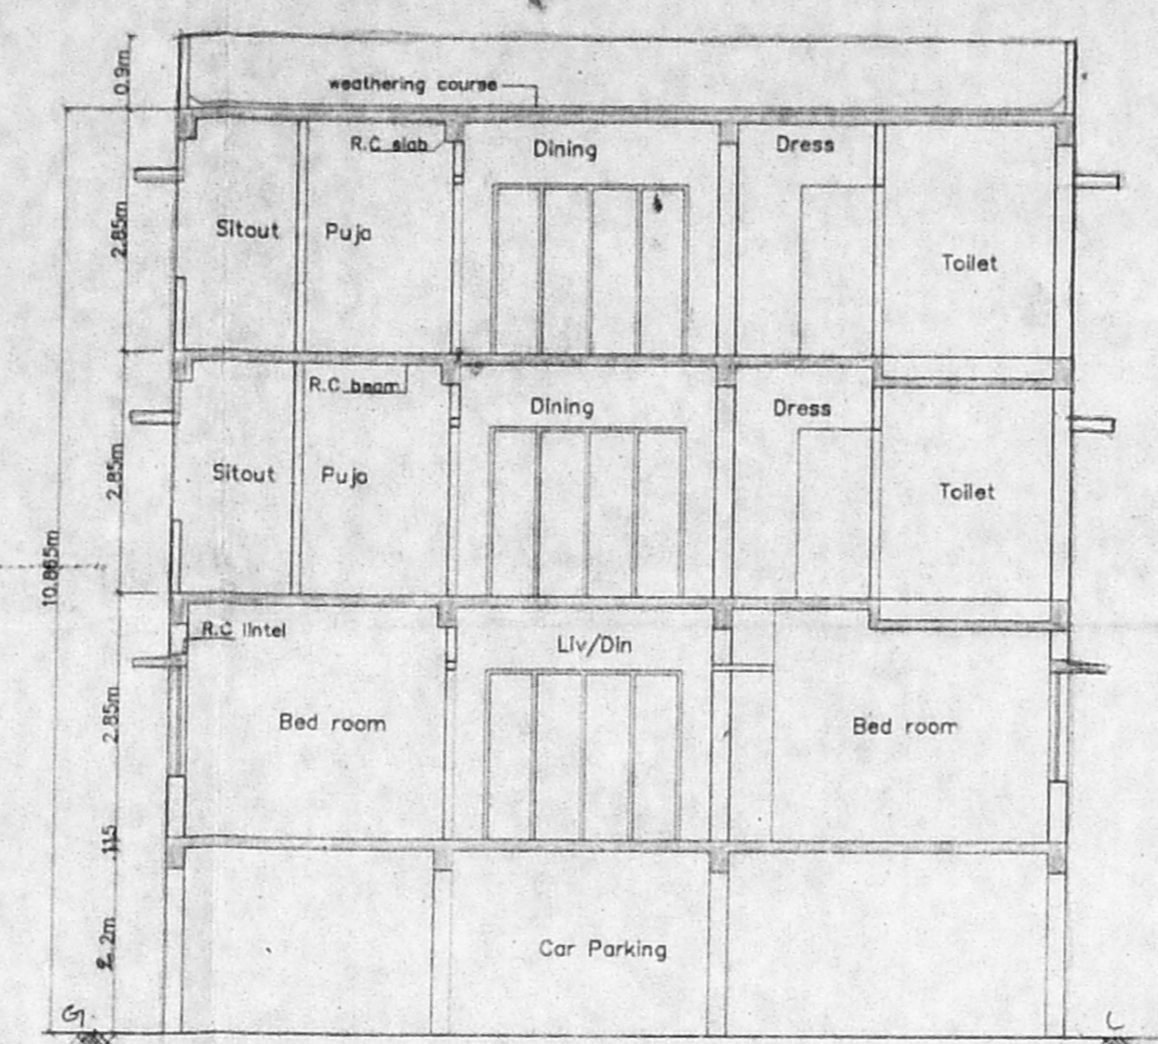 0.9m
weathering course
R.C slab
Dining
Dress
2.85m
Sitout
Puja
Toilet
R.C beam
Dining
Dress
2.85m
Sitout
Puja
Toilet
10.865m
R.C lintel
Liv/Din
2.85m
Bed room
Bed room
115
2.2m
Car Parking
G
L